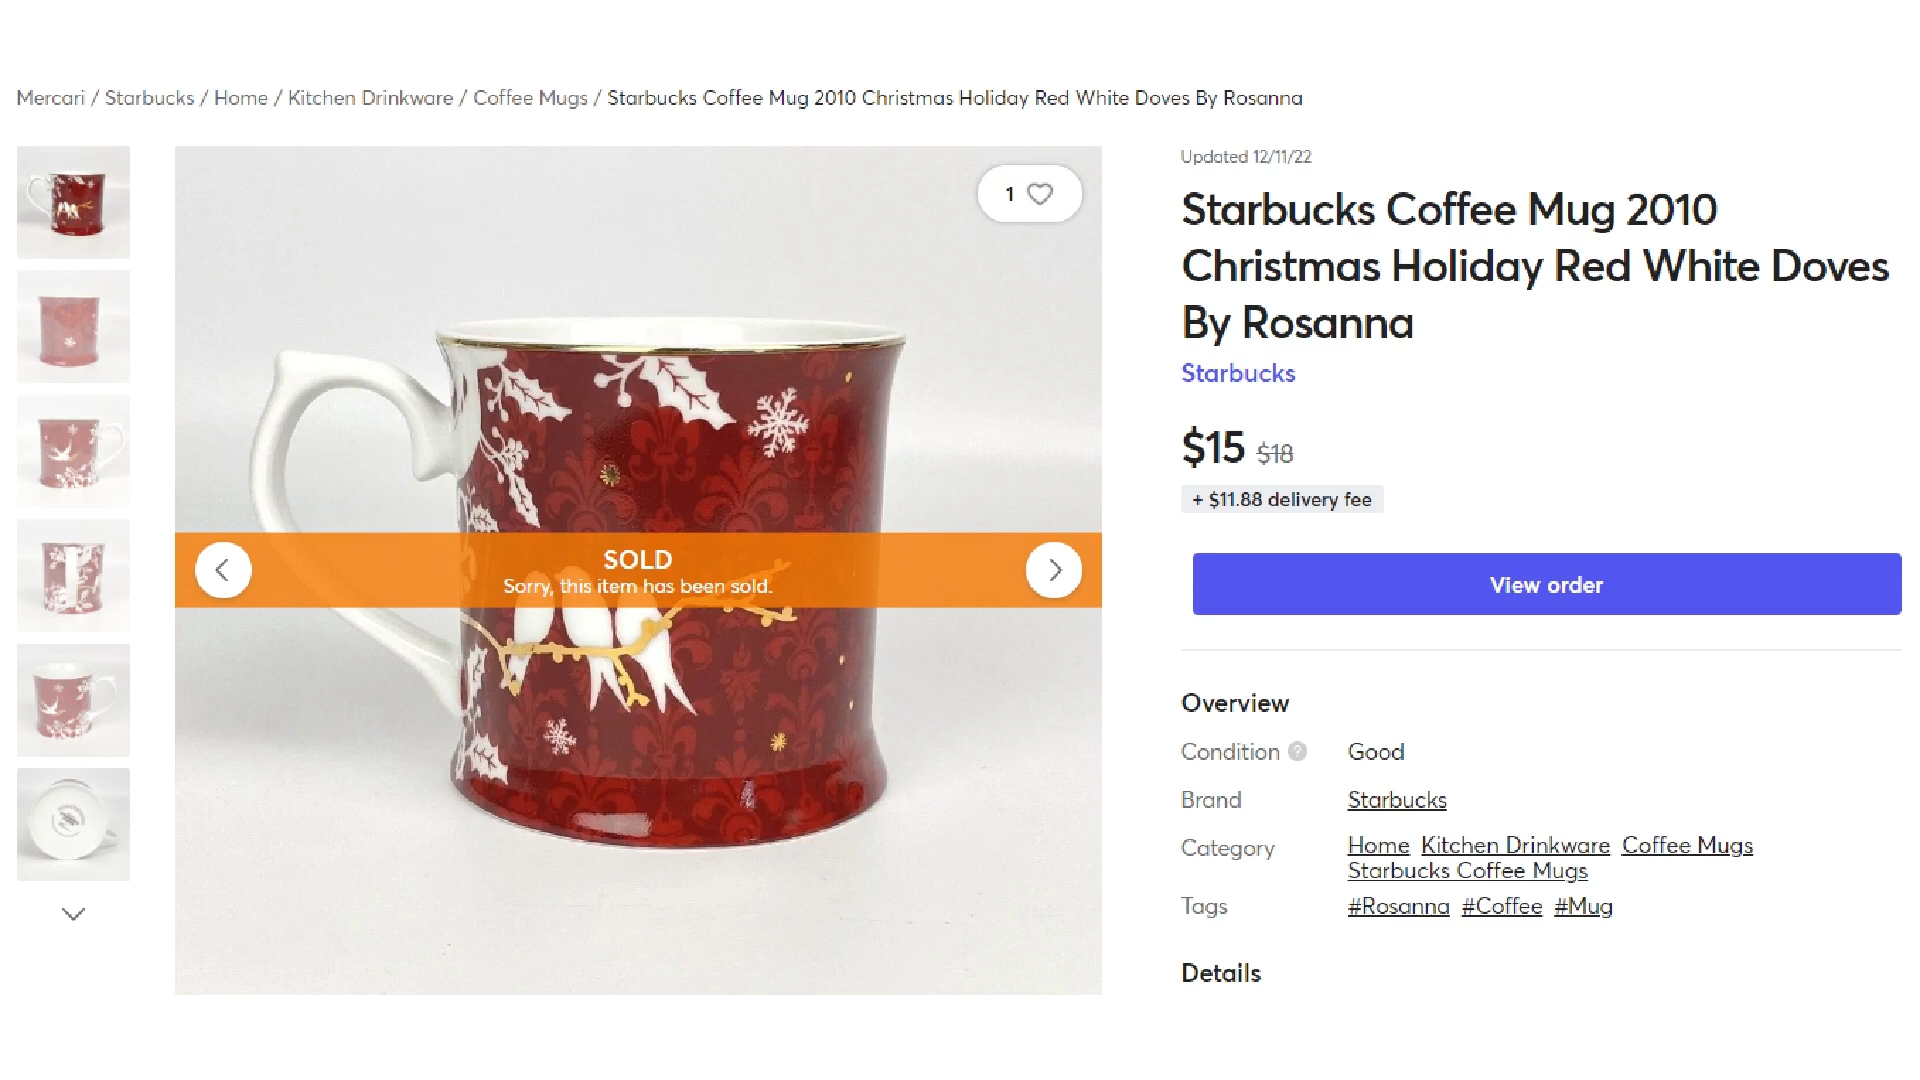 Mercari / Starbucks / Home / Kitchen Drinkware / Coffee Mugs / Starbucks Coffee Mug 2010 Christmas Holiday Red White Doves By Rosanna
1
SOLD
Sorry, this item has been sold.
Updated 12/11/22
Starbucks Coffee Mug 2010
Christmas Holiday Red White Doves
By Rosanna
Starbucks
$15 $18
+ $11.88 delivery fee
View order
Overview
Condition ? Good
Brand Starbucks
Category Home Kitchen Drinkware Coffee Mugs
Starbucks Coffee Mugs
Tags #Rosanna #Coffee #Mug
Details